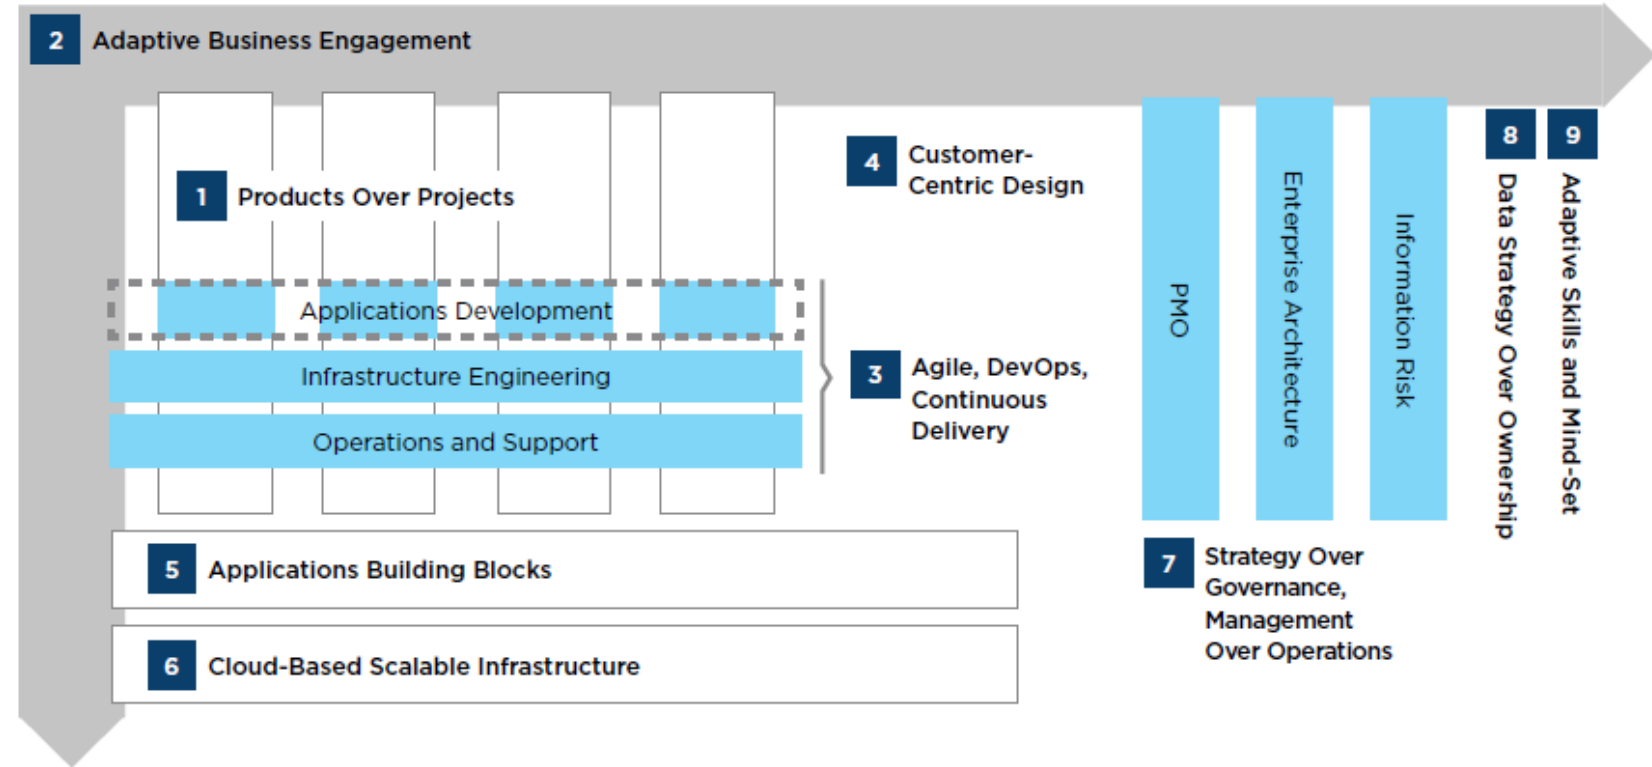 2 Adaptive Business Engagement
1 Products Over Projects
Applications Development
Infrastructure Engineering
Operations and Support
4 Customer-
Centric Design
3 Agile, DevOps,
Continuous
Delivery
5 Applications Building Blocks
6 Cloud-Based Scalable Infrastructure
PMO
Enterprise Architecture
Information Risk
7 Strategy Over
Governance,
Management
Over Operations
8 Data Strategy Over Ownership
9 Adaptive Skills and Mind-Set